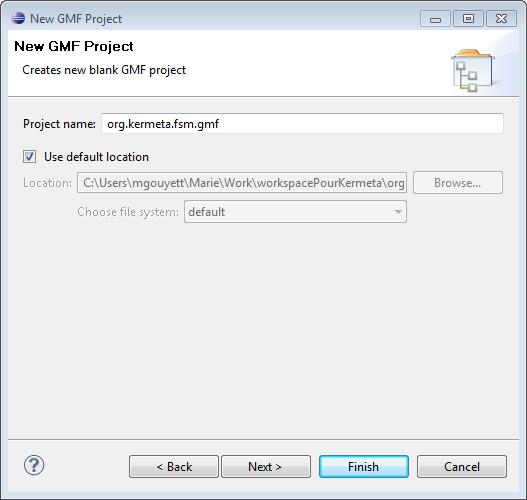 New GMF Project
New GMF Project
Creates new blank GMF project
Project name: org.kermeta.fsm.gmf
Use default location
Location: C:\Users\mgouyett\Marie\Work\workspacePourKermeta\org Browse...
Choose file system: default
?
< Back Next > Finish Cancel